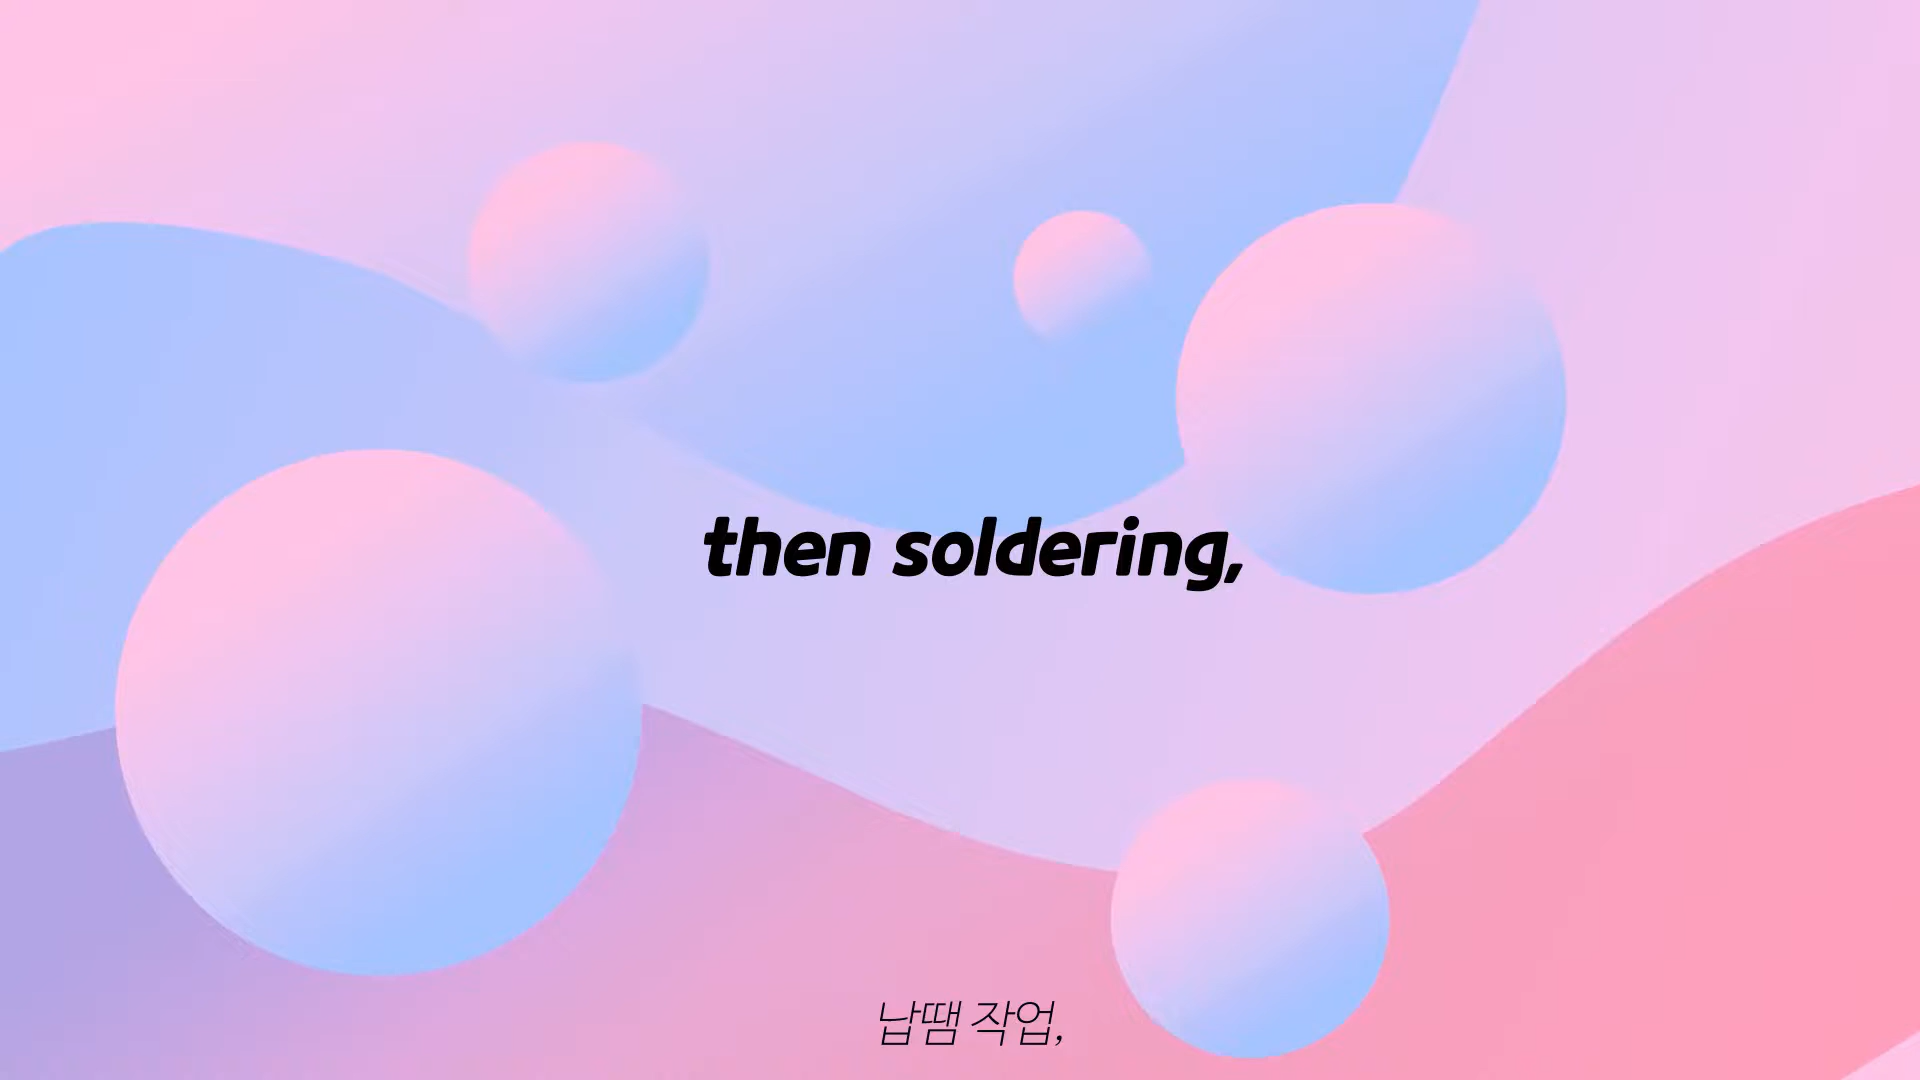 then soldering,
납땜 작업,